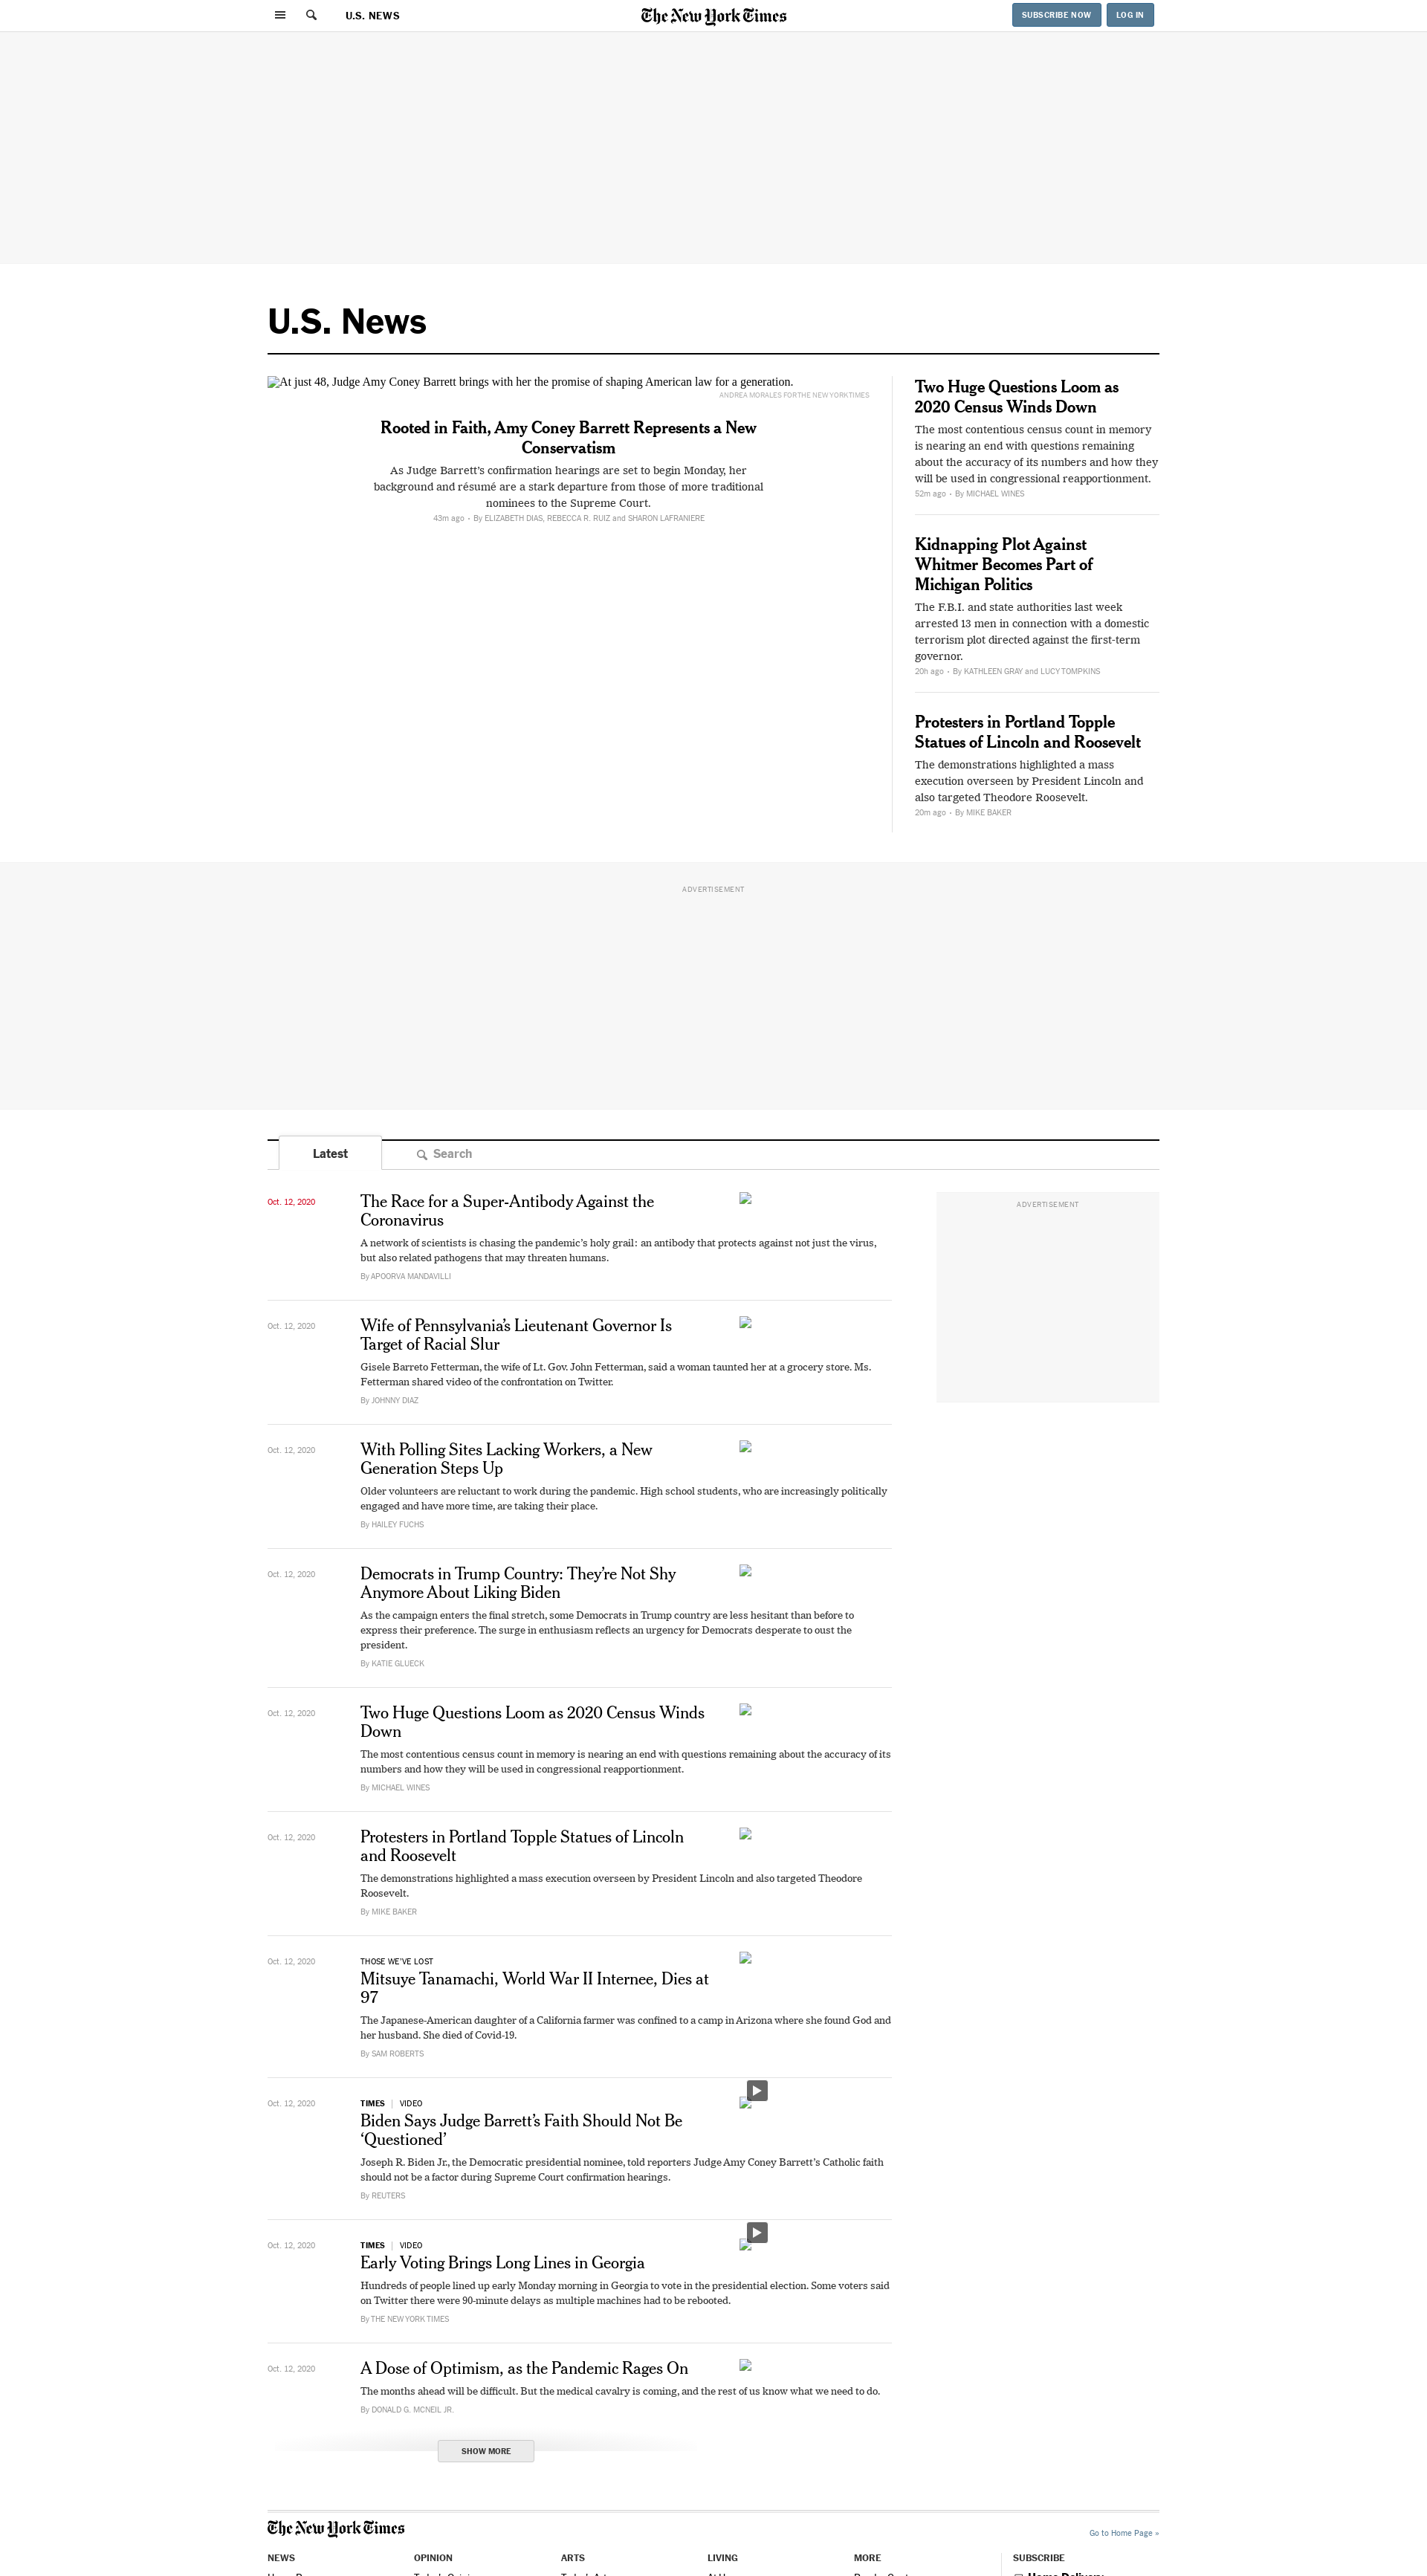 U.S. NEWS
The New York Times
SUBSCRIBE NOW
LOG IN
U.S. News
At just 48, Judge Amy Coney Barrett brings with her the promise of shaping American law for a generation.
ANDREA MORALES FOR THE NEW YORK TIMES
Rooted in Faith, Amy Coney Barrett Represents a New
Conservatism
As Judge Barrett’s confirmation hearings are set to begin Monday, her
background and résumé are a stark departure from those of more traditional
nominees to the Supreme Court.
43m ago • By ELIZABETH DIAS, REBECCA R. RUIZ and SHARON LAFRANIERE
Two Huge Questions Loom as
2020 Census Winds Down
The most contentious census count in memory
is nearing an end with questions remaining
about the accuracy of its numbers and how they
will be used in congressional reapportionment.
52m ago • By MICHAEL WINES
Kidnapping Plot Against
Whitmer Becomes Part of
Michigan Politics
The F.B.I. and state authorities last week
arrested 13 men in connection with a domestic
terrorism plot directed against the first-term
governor.
20h ago • By KATHLEEN GRAY and LUCY TOMPKINS
Protesters in Portland Topple
Statues of Lincoln and Roosevelt
The demonstrations highlighted a mass
execution overseen by President Lincoln and
also targeted Theodore Roosevelt.
20m ago • By MIKE BAKER
ADVERTISEMENT
Latest
Search
ADVERTISEMENT
Oct. 12, 2020
The Race for a Super-Antibody Against the
Coronavirus
A network of scientists is chasing the pandemic’s holy grail: an antibody that protects against not just the virus,
but also related pathogens that may threaten humans.
By APOORVA MANDAVILLI
Oct. 12, 2020
Wife of Pennsylvania’s Lieutenant Governor Is
Target of Racial Slur
Gisele Barreto Fetterman, the wife of Lt. Gov. John Fetterman, said a woman taunted her at a grocery store. Ms.
Fetterman shared video of the confrontation on Twitter.
By JOHNNY DIAZ
Oct. 12, 2020
With Polling Sites Lacking Workers, a New
Generation Steps Up
Older volunteers are reluctant to work during the pandemic. High school students, who are increasingly politically
engaged and have more time, are taking their place.
By HAILEY FUCHS
Oct. 12, 2020
Democrats in Trump Country: They’re Not Shy
Anymore About Liking Biden
As the campaign enters the final stretch, some Democrats in Trump country are less hesitant than before to
express their preference. The surge in enthusiasm reflects an urgency for Democrats desperate to oust the
president.
By KATIE GLUECK
Oct. 12, 2020
Two Huge Questions Loom as 2020 Census Winds
Down
The most contentious census count in memory is nearing an end with questions remaining about the accuracy of its
numbers and how they will be used in congressional reapportionment.
By MICHAEL WINES
Oct. 12, 2020
Protesters in Portland Topple Statues of Lincoln
and Roosevelt
The demonstrations highlighted a mass execution overseen by President Lincoln and also targeted Theodore
Roosevelt.
By MIKE BAKER
Oct. 12, 2020
THOSE WE’VE LOST
Mitsuye Tanamachi, World War II Internee, Dies at
97
The Japanese-American daughter of a California farmer was confined to a camp in Arizona where she found God and
her husband. She died of Covid-19.
By SAM ROBERTS
Oct. 12, 2020
TIMES | VIDEO
Biden Says Judge Barrett’s Faith Should Not Be
‘Questioned’
Joseph R. Biden Jr., the Democratic presidential nominee, told reporters Judge Amy Coney Barrett’s Catholic faith
should not be a factor during Supreme Court confirmation hearings.
By REUTERS
Oct. 12, 2020
TIMES | VIDEO
Early Voting Brings Long Lines in Georgia
Hundreds of people lined up early Monday morning in Georgia to vote in the presidential election. Some voters said
on Twitter there were 90-minute delays as multiple machines had to be rebooted.
By THE NEW YORK TIMES
Oct. 12, 2020
A Dose of Optimism, as the Pandemic Rages On
The months ahead will be difficult. But the medical cavalry is coming, and the rest of us know what we need to do.
By DONALD G. MCNEIL JR.
SHOW MORE
The New York Times
Go to Home Page »
NEWS
OPINION
ARTS
LIVING
MORE
SUBSCRIBE